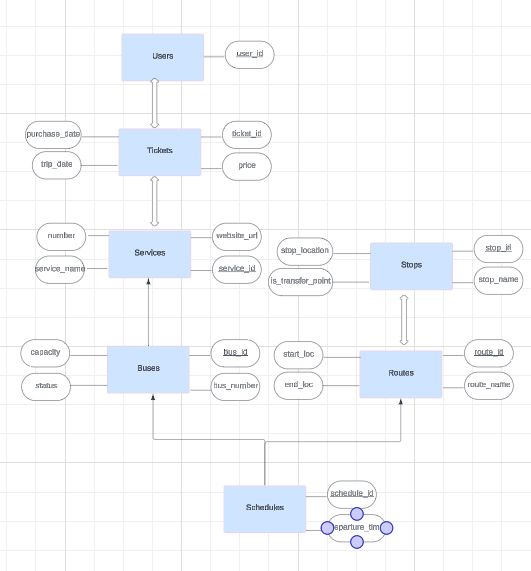 Users
user_id
purchase_date
Tickets
ticket_id
trip_date
price
number
Services
website_url
service_name
service_id
stop_location
Stops
stop_id
is_transfer_point
stop_name
capacity
Buses
bus_id
status
bus_number
start_loc
Routes
route_id
end_loc
route_name
Schedules
schedule_id
eparture_tim